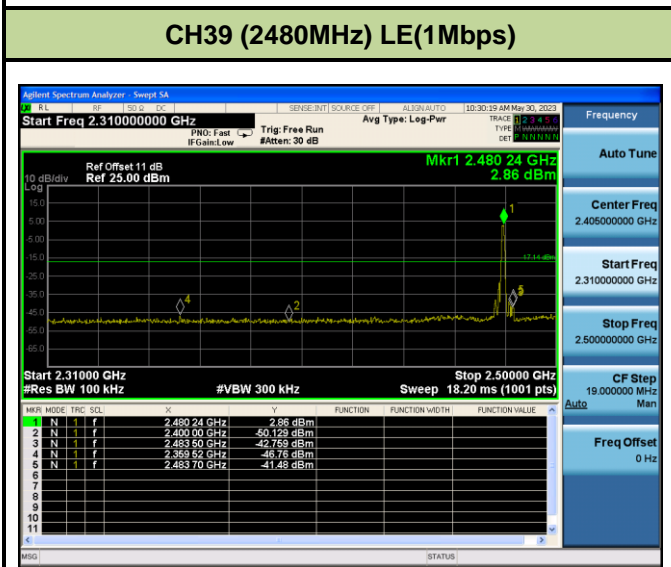 CH39 (2480MHz) LE(1Mbps)
Agilent Spectrum Analyzer - Swept SA
RL RF 50 Ω DC SENSE:INT SOURCE OFF ALIGN AUTO 10:30:19 AM May 30, 2023
Start Freq 2.310000000 GHz
PNO: Fast
IFGain:Low
Trig: Free Run
#Atten: 30 dB
Avg Type: Log-Pwr
TRACE 1 2 3 4 5 6
TYPE
DET P N N N N N
Ref Offset 11 dB
10 dB/div Ref 25.00 dBm
Log
Mkr1 2.480 24 GHz
2.86 dBm
15.0
5.00
-5.00
-15.0
-25.0
-35.0
-45.0
-55.0
-65.0
1
-17.14 dBm
4
2
5
Start 2.31000 GHz Stop 2.50000 GHz
#Res BW 100 kHz #VBW 300 kHz Sweep 18.20 ms (1001 pts)
MKR MODE TRC SCL X Y FUNCTION FUNCTION WIDTH FUNCTION VALUE
1 N 1 f 2.480 24 GHz 2.86 dBm
2 N 1 f 2.400 00 GHz -50.129 dBm
3 N 1 f 2.483 50 GHz -42.759 dBm
4 N 1 f 2.359 52 GHz -46.76 dBm
5 N 1 f 2.483 70 GHz -41.48 dBm
6
7
8
9
10
11
MSG STATUS
Frequency
Auto Tune
Center Freq
2.405000000 GHz
Start Freq
2.310000000 GHz
Stop Freq
2.500000000 GHz
CF Step
19.000000 MHz
Auto Man
Freq Offset
0 Hz